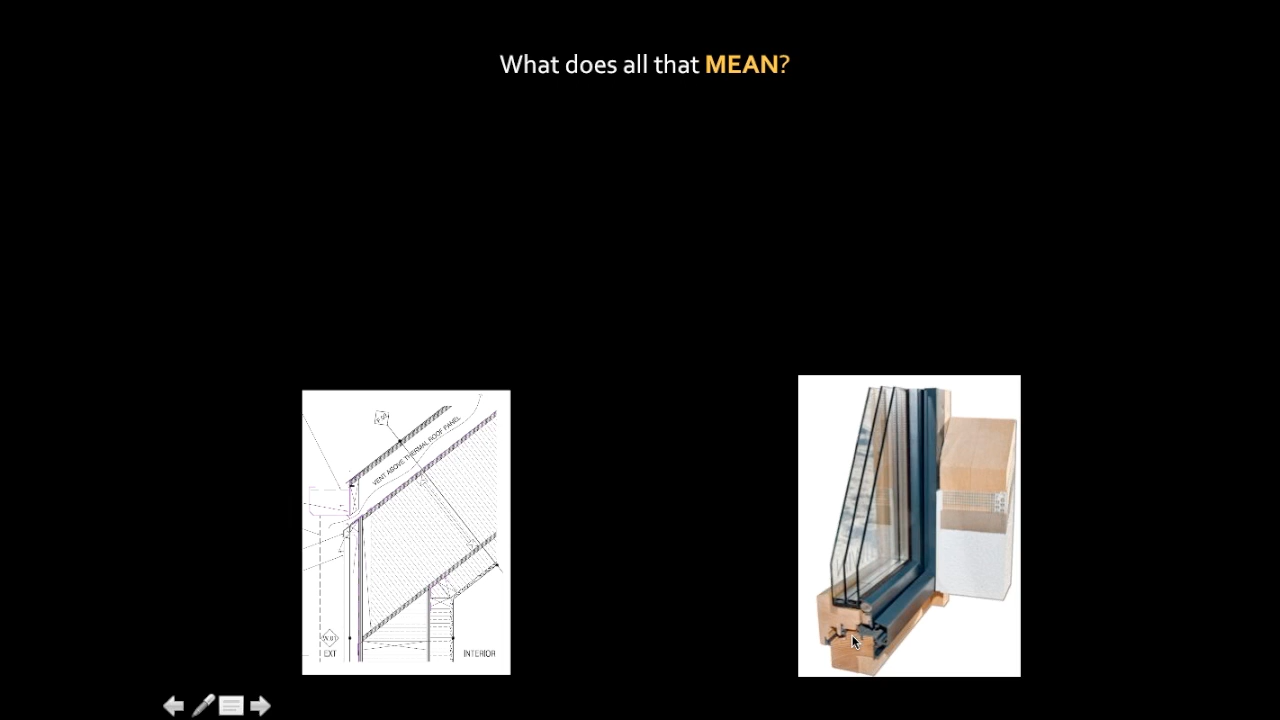 What does all that MEAN?
VENT ABOVE THERMAL ROOF PANEL
EXT
INTERIOR